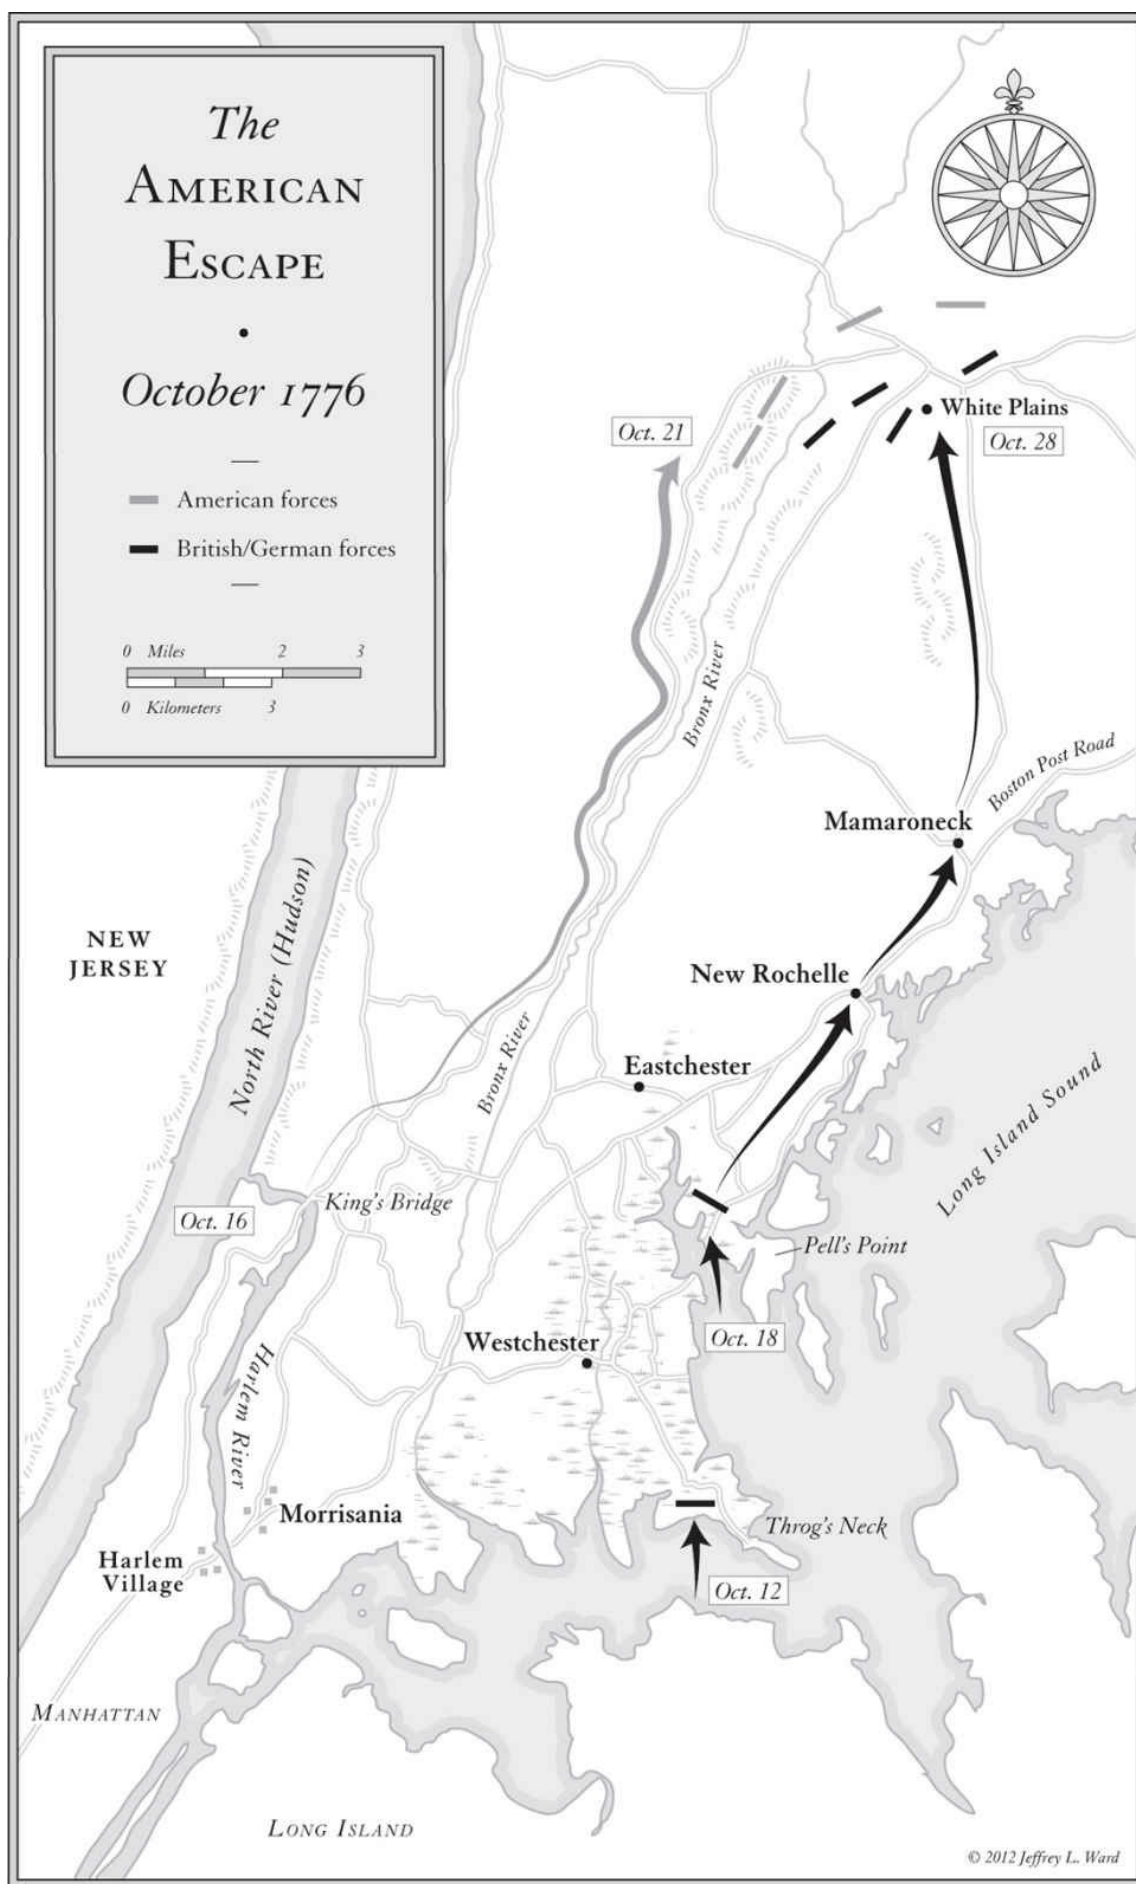 The
AMERICAN
ESCAPE
•
October 1776
American forces
British/German forces
0 Miles 2 3
0 Kilometers 3
Oct. 21
White Plains
Oct. 28
Bronx River
Boston Post Road
Mamaroneck
NEW
JERSEY
North River (Hudson)
New Rochelle
Bronx River
Eastchester
Long Island Sound
King's Bridge
Oct. 16
Pell's Point
Oct. 18
Westchester
Harlem River
Morrisania
Throg's Neck
Harlem
Village
Oct. 12
MANHATTAN
LONG ISLAND
© 2012 Jeffrey L. Ward